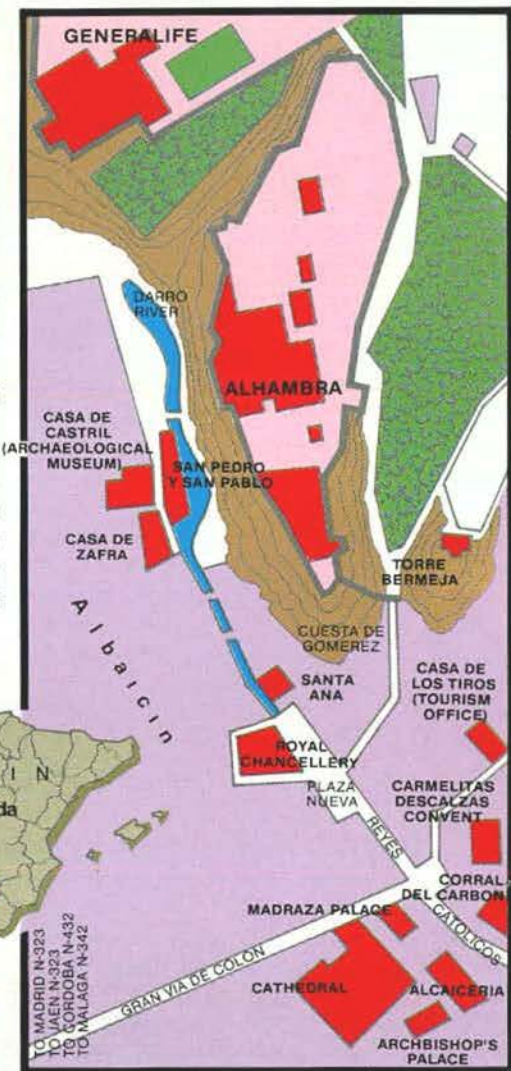 GENERALIFE
DARRO
RIVER
ALHAMBRA
CASA DE
CASTRIL
(ARCHAEOLOGICAL
MUSEUM)
SAN PEDRO
Y SAN PABLO
CASA DE
ZAFRA
TORRE
BERMEJA
Albaicin
CUESTA DE
GOMEREZ
SANTA
ANA
CASA DE
LOS TIROS
(TOURISM
OFFICE)
ROYAL
CHANCELLERY
PLAZA
NUEVA
CARMELITAS
DESCALZAS
CONVENT
REYES
CATOLICOS
CORRAL
DEL CARBON
MADRAZA PALACE
GRAN VIA DE COLON
CATHEDRAL
ALCAICERIA
ARCHBISHOP'S
PALACE
I N
da
TO MADRID N-323
TO JAEN N-323
TO CORDOBA N-432
TO MALAGA N-342